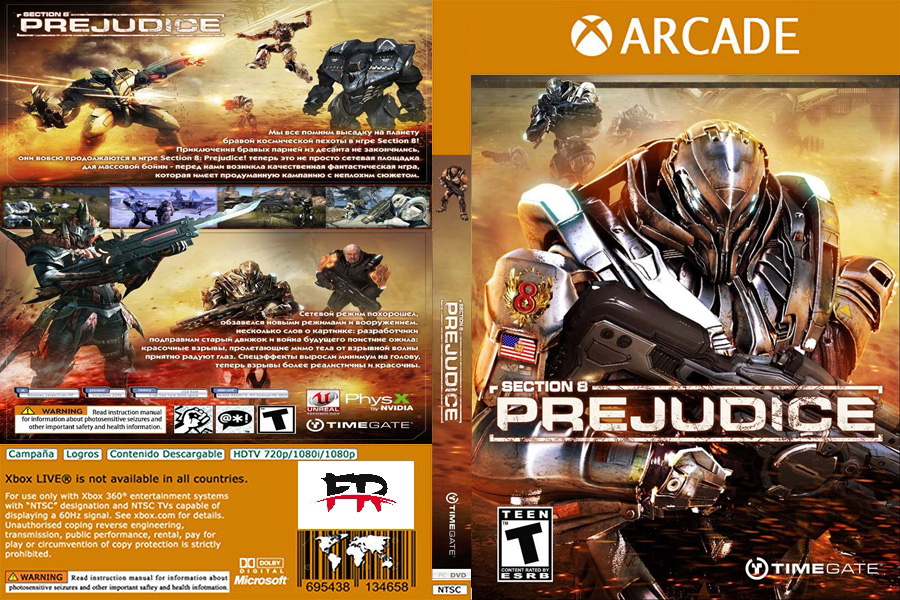 SECTION 8
PREJUDICE
Мы все помним высадку на планету
бравой космической пехоты в игре Section 8!
Приключения бравых парней из десанта не закончились,
они вовсю продолжаются в игре Section 8: Prejudice! теперь это не просто сетевая площадка
для массовой бойни - перед нами возникла качественная фантастическая игра,
которая имеет продуманную кампанию с неплохим сюжетом.
Сетевой режим похорошел,
обзавелся новыми режимами и вооружением.
несколько слов о картинке: разработчики
подправили старый движок и война будущего поистине ожила:
красочные взрывы, пролетающие мимо тела от взрывной волны
приятно радуют глаз. Спецэффекты выросли минимум на голову,
теперь взрывы более реалистичны и красочны.
WARNING Read instruction manual
for information about photosensitive seizures and
other important safety and health information.
@*!
T
UNREAL
PhysX
by NVIDIA
TIMEGATE
Campaña Logros Contenido Descargable HDTV 720p/1080i/1080p
Xbox LIVE® is not available in all countries.
For use only with Xbox 360® entertainment systems
with "NTSC" designation and NTSC TVs capable of
displaying a 60Hz signal. See xbox.com for details.
Unauthorised coping reverse engineering,
transmission, public performance, rental, pay for
play or circumvention of copy protection is strictly
prohibited.
WARNING Read instruction manual for information about
photosensitive seizures and other important saftey and health infotmation.
DOLBY
DIGITAL
Microsoft
FR
695438 134658
SECTION 8
PREJUDICE
TIMEGATE
PC DVD
NTSC
ARCADE
8
SECTION 8
PREJUDICE
TEEN
T
CONTENT RATED BY
ESRB
TIMEGATE